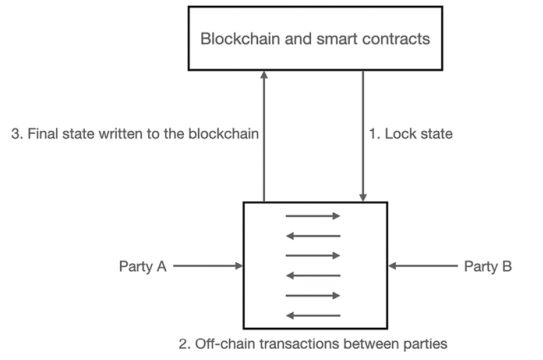 Blockchain and smart contracts
3. Final state written to the blockchain
1. Lock state
Party A
Party B
2. Off-chain transactions between parties